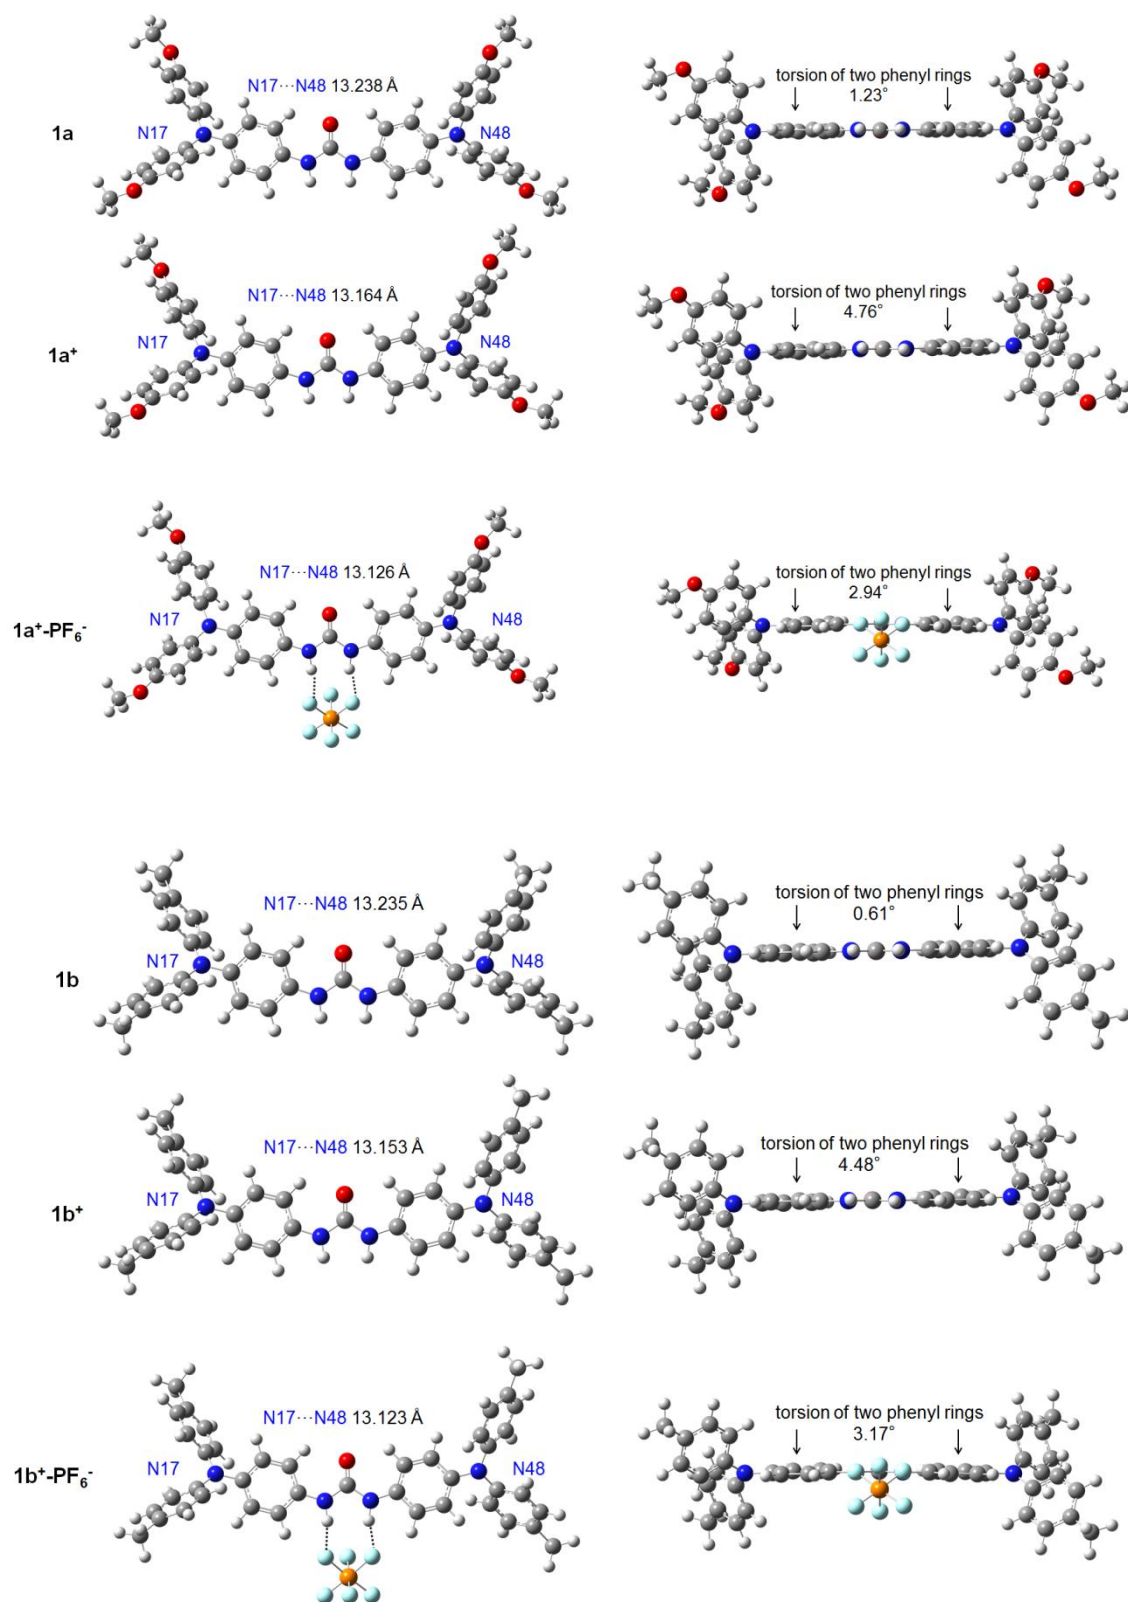 N17···N48 13.238 Å
torsion of two phenyl rings
1.23°
1a
N17
N48
N17···N48 13.164 Å
torsion of two phenyl rings
4.76°
1a⁺
N17
N48
N17···N48 13.126 Å
torsion of two phenyl rings
2.94°
1a⁺-PF₆⁻
N17
N48
N17···N48 13.235 Å
torsion of two phenyl rings
0.61°
1b
N17
N48
N17···N48 13.153 Å
torsion of two phenyl rings
4.48°
1b⁺
N17
N48
N17···N48 13.123 Å
torsion of two phenyl rings
3.17°
1b⁺-PF₆⁻
N17
N48